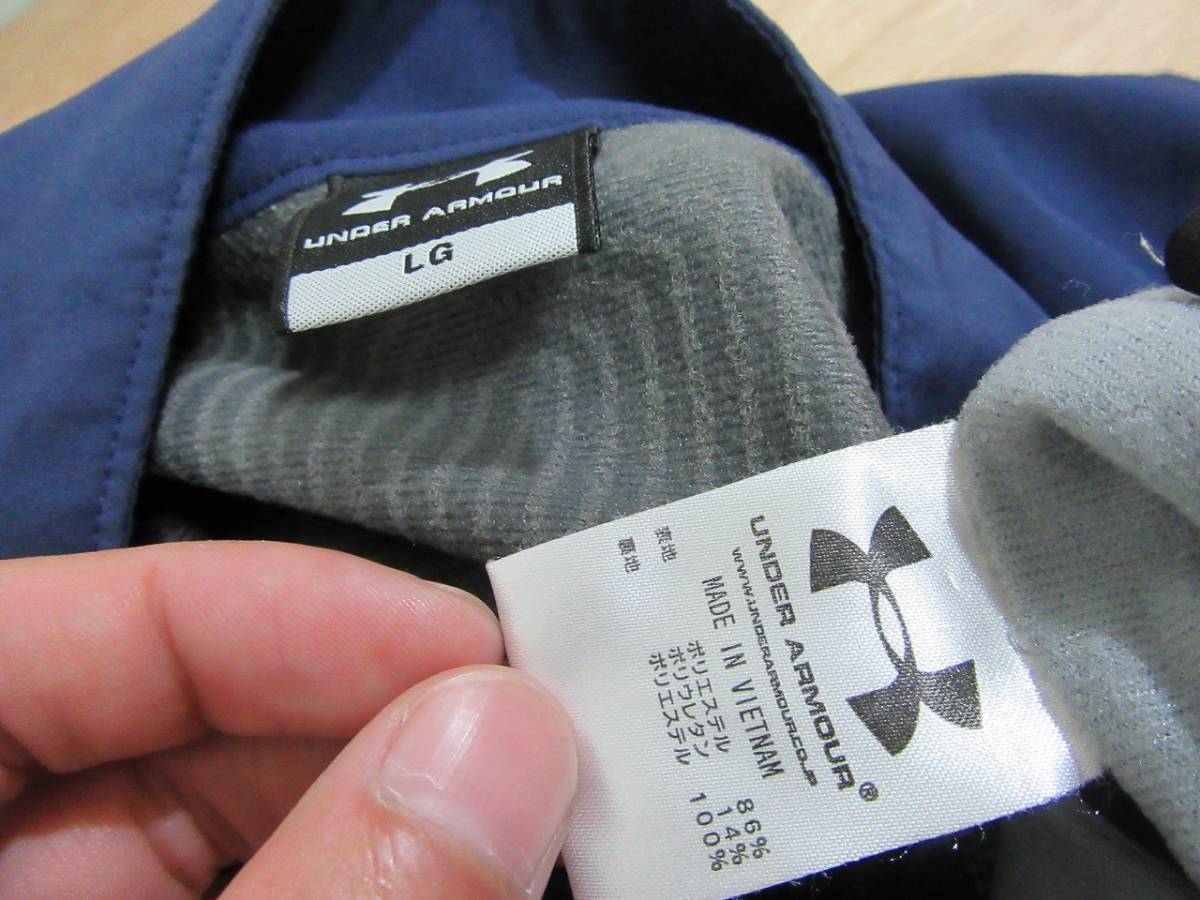 UNDER ARMOUR
LG
UNDER ARMOUR®
WWW.UNDERARMOUR.CO.JP
MADE IN VIETNAM
表地 ポリエステル 86%
ポリウレタン 14%
裏地 ポリエステル 100%